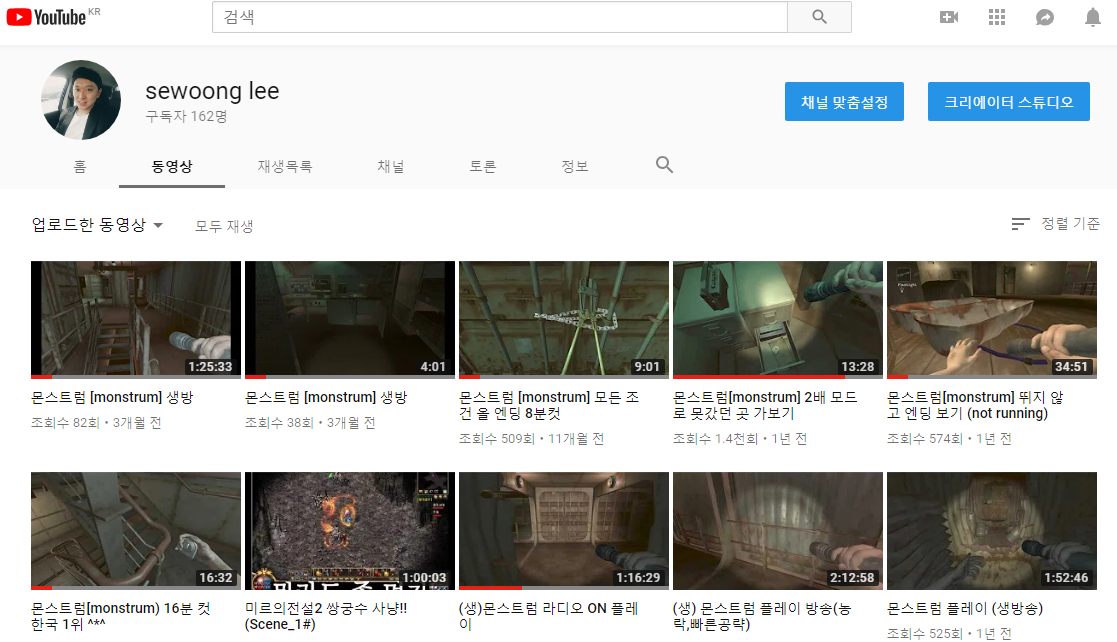 YouTube KR
검색
sewoong lee
구독자 162명
채널 맞춤설정
크리에이터 스튜디오
홈
동영상
재생목록
채널
토론
정보
업로드한 동영상
모두 재생
정렬 기준
1:25:33
4:01
9:01
13:28
34:51
몬스트럼 [monstrum] 생방
조회수 82회 • 3개월 전
몬스트럼 [monstrum] 생방
조회수 38회 • 3개월 전
몬스트럼 [monstrum] 모든 조
건 을 엔딩 8분컷
조회수 509회 • 11개월 전
몬스트럼[monstrum] 2배 모드
로 못갔던 곳 가보기
조회수 1.4천회 • 1년 전
몬스트럼[monstrum] 뛰지 않
고 엔딩 보기 (not running)
조회수 574회 • 1년 전
16:32
1:00:03
1:16:29
2:12:58
1:52:46
몬스트럼[monstrum) 16분 컷
한국 1위 ^*^
미르의전설2 쌍궁수 사냥!!
(Scene_1#)
(생)몬스트럼 라디오 ON 플레
이
(생) 몬스트럼 플레이 방송(농
락,빠른공략)
몬스트럼 플레이 (생방송)
조회수 525회 • 1년 전